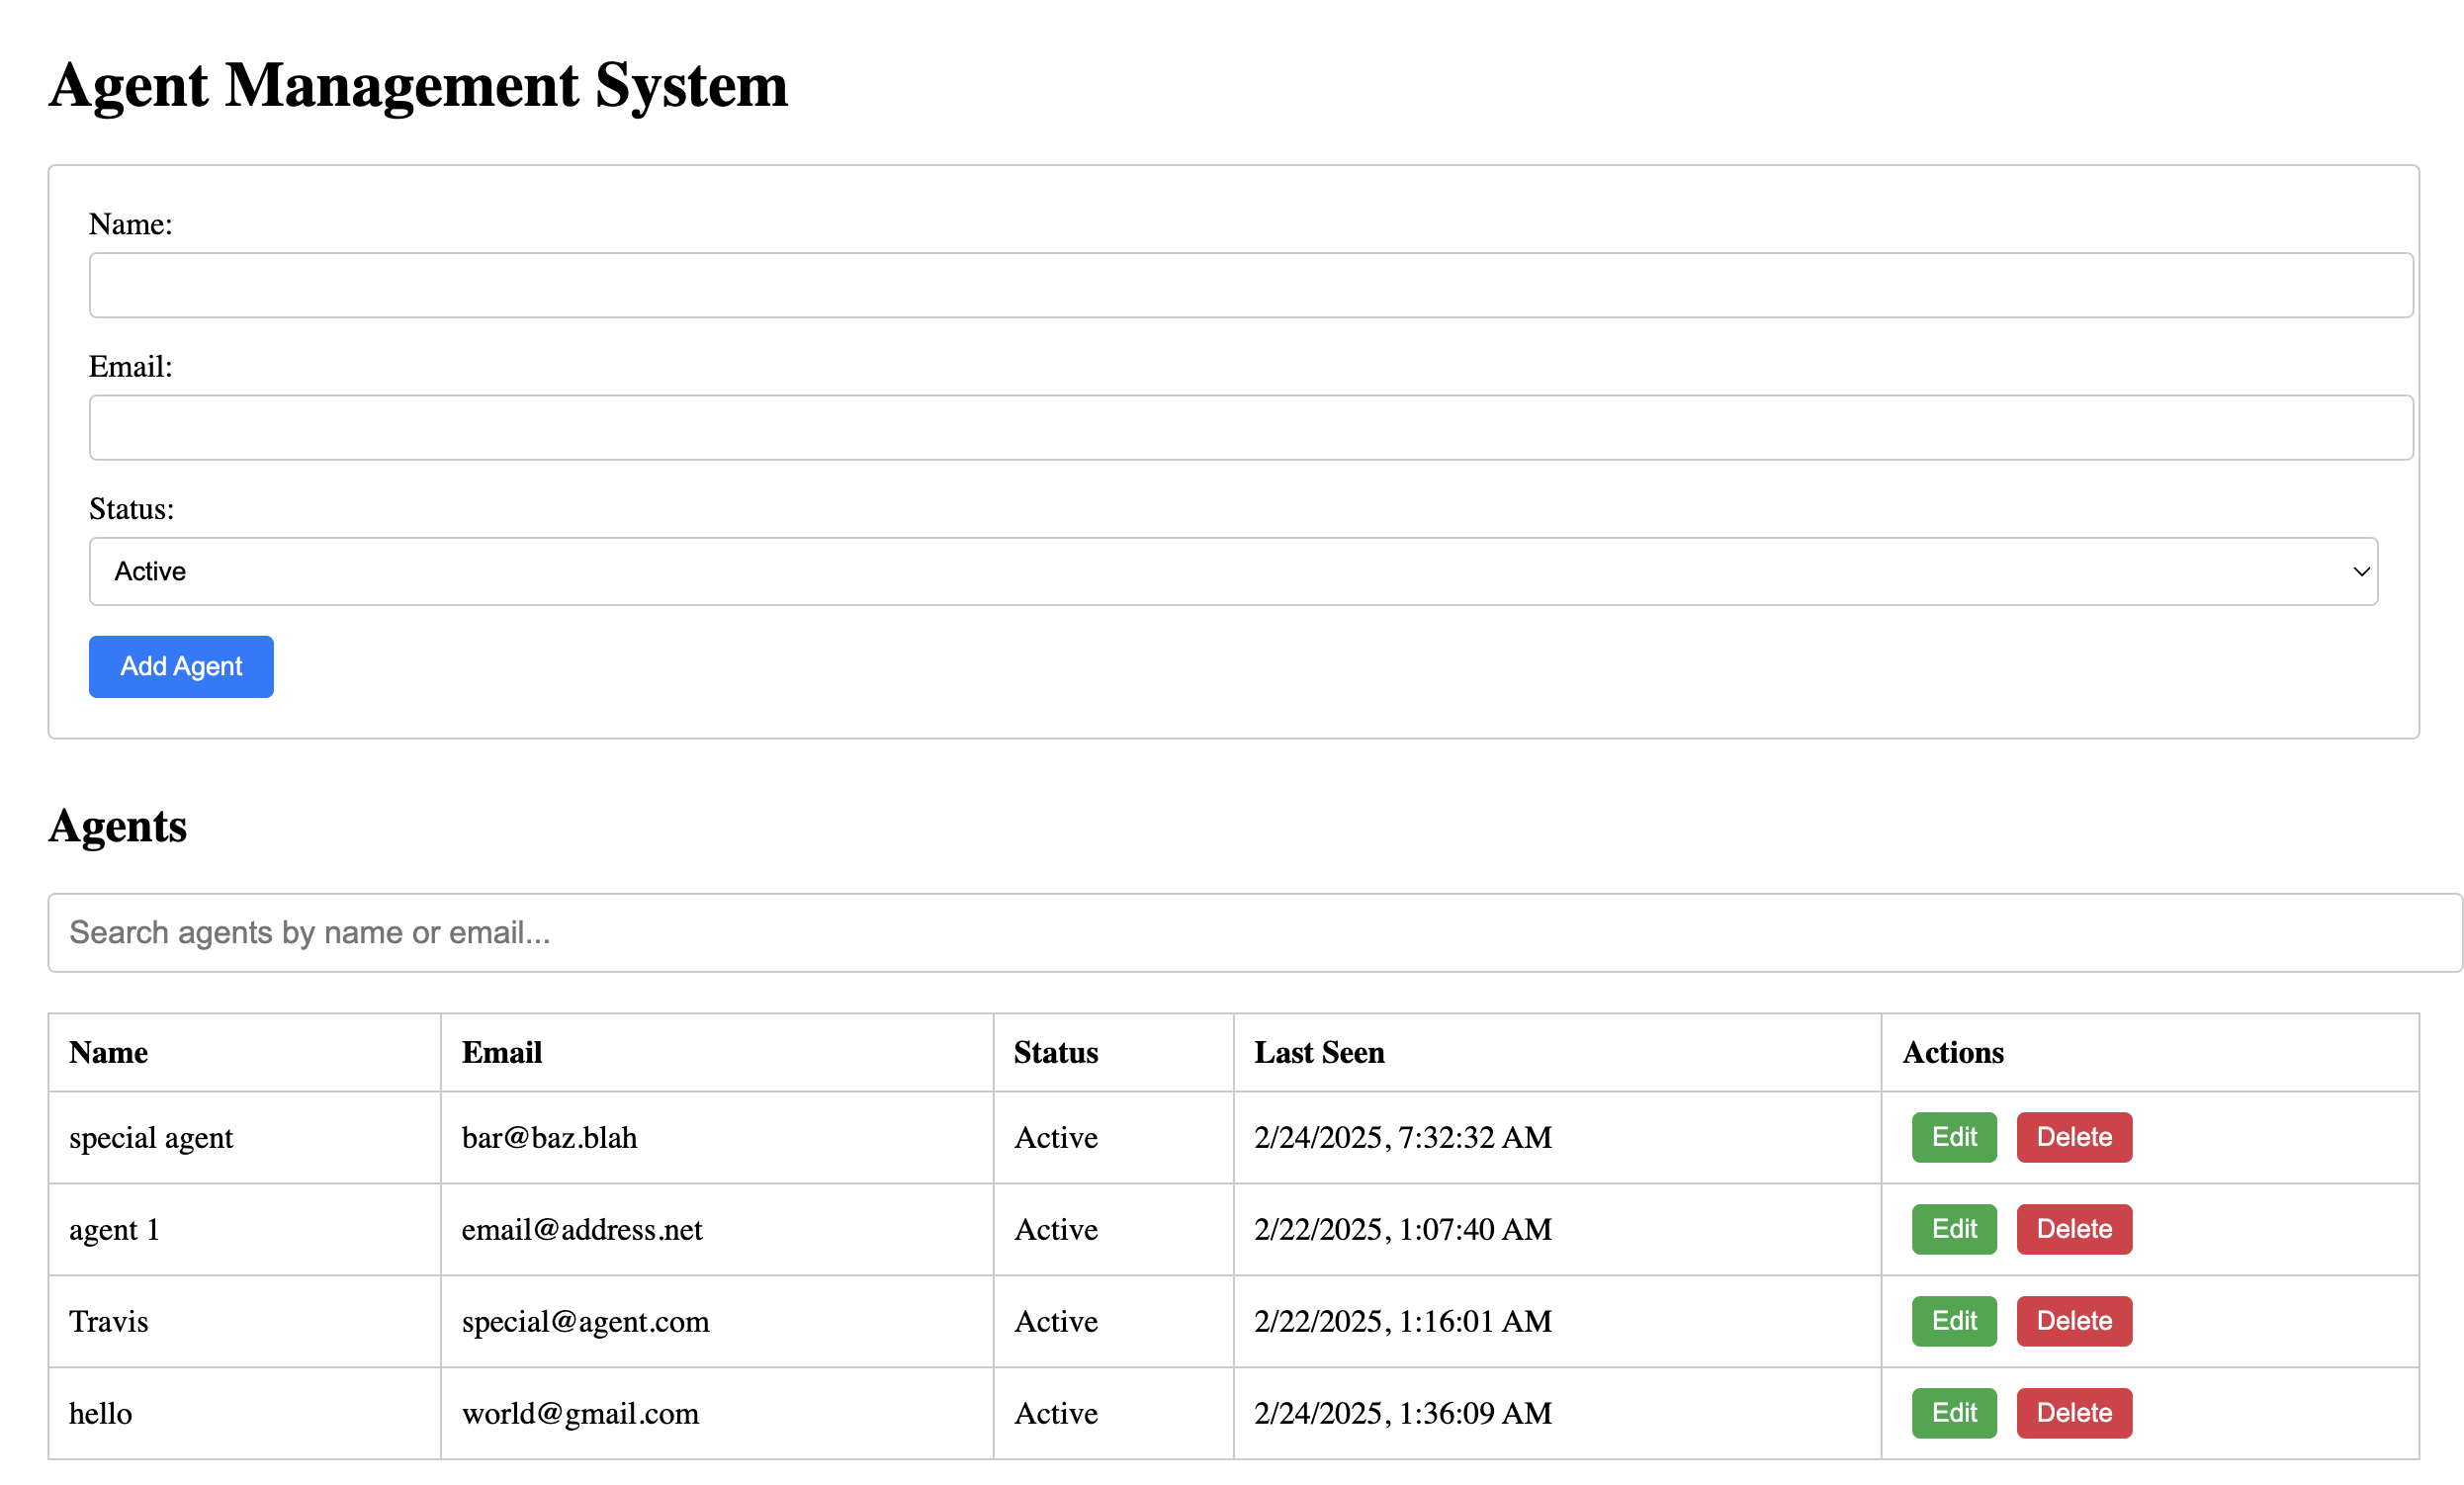 Agent Management System
Name:
Email:
Status:
Active
Add Agent
Agents
Search agents by name or email...
Name Email Status Last Seen Actions
special agent bar@baz.blah Active 2/24/2025, 7:32:32 AM Edit Delete
agent 1 email@address.net Active 2/22/2025, 1:07:40 AM Edit Delete
Travis special@agent.com Active 2/22/2025, 1:16:01 AM Edit Delete
hello world@gmail.com Active 2/24/2025, 1:36:09 AM Edit Delete